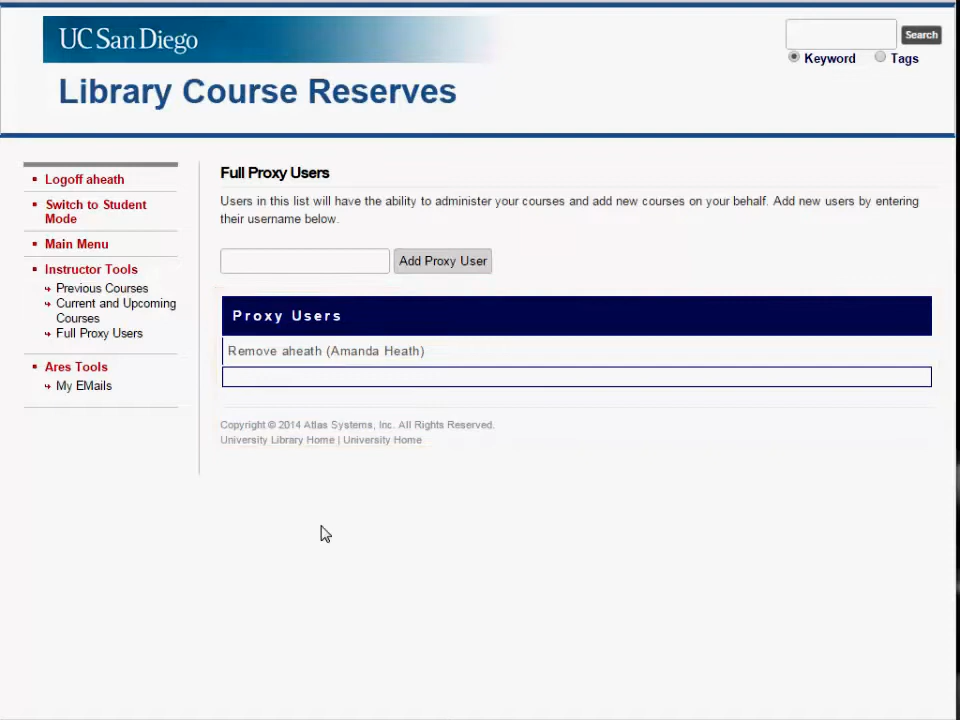 UC San Diego
Search
Keyword
Tags
Library Course Reserves
Logoff aheath
Switch to Student
Mode
Main Menu
Instructor Tools
Previous Courses
Current and Upcoming
Courses
Full Proxy Users
Ares Tools
My EMails
Full Proxy Users
Users in this list will have the ability to administer your courses and add new courses on your behalf. Add new users by entering
their username below.
Add Proxy User
Proxy Users
Remove aheath (Amanda Heath)
Copyright © 2014 Atlas Systems, Inc. All Rights Reserved.
University Library Home | University Home